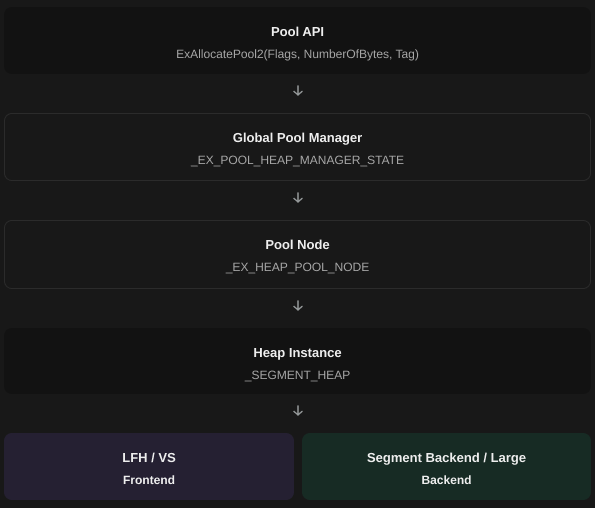 Pool API
ExAllocatePool2(Flags, NumberOfBytes, Tag)
↓
Global Pool Manager
_EX_POOL_HEAP_MANAGER_STATE
↓
Pool Node
_EX_HEAP_POOL_NODE
↓
Heap Instance
_SEGMENT_HEAP
↓
LFH / VS
Frontend
Segment Backend / Large
Backend